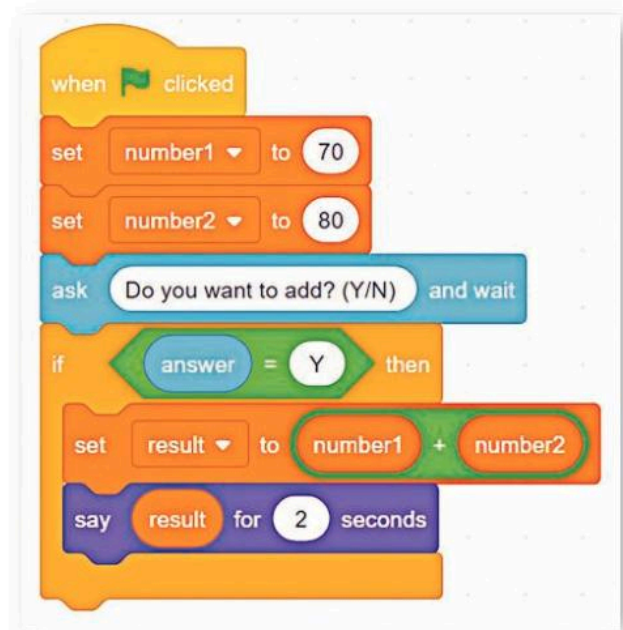 when clicked
set number1 to 70
set number2 to 80
ask Do you want to add? (Y/N) and wait
if answer = Y then
set result to number1 + number2
say result for 2 seconds